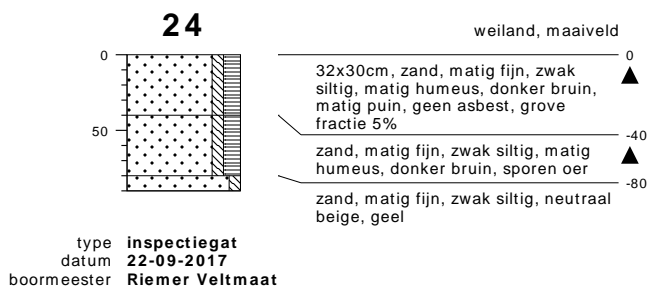 24
weiland, maaiveld
0
0
32x30cm, zand, matig fijn, zwak
siltig, matig humeus, donker bruin,
matig puin, geen asbest, grove
fractie 5%
50
-40
zand, matig fijn, zwak siltig, matig
humeus, donker bruin, sporen oer
-80
zand, matig fijn, zwak siltig, neutraal
beige, geel
type inspectiegat
datum 22-09-2017
boormeester Riemer Veltmaat